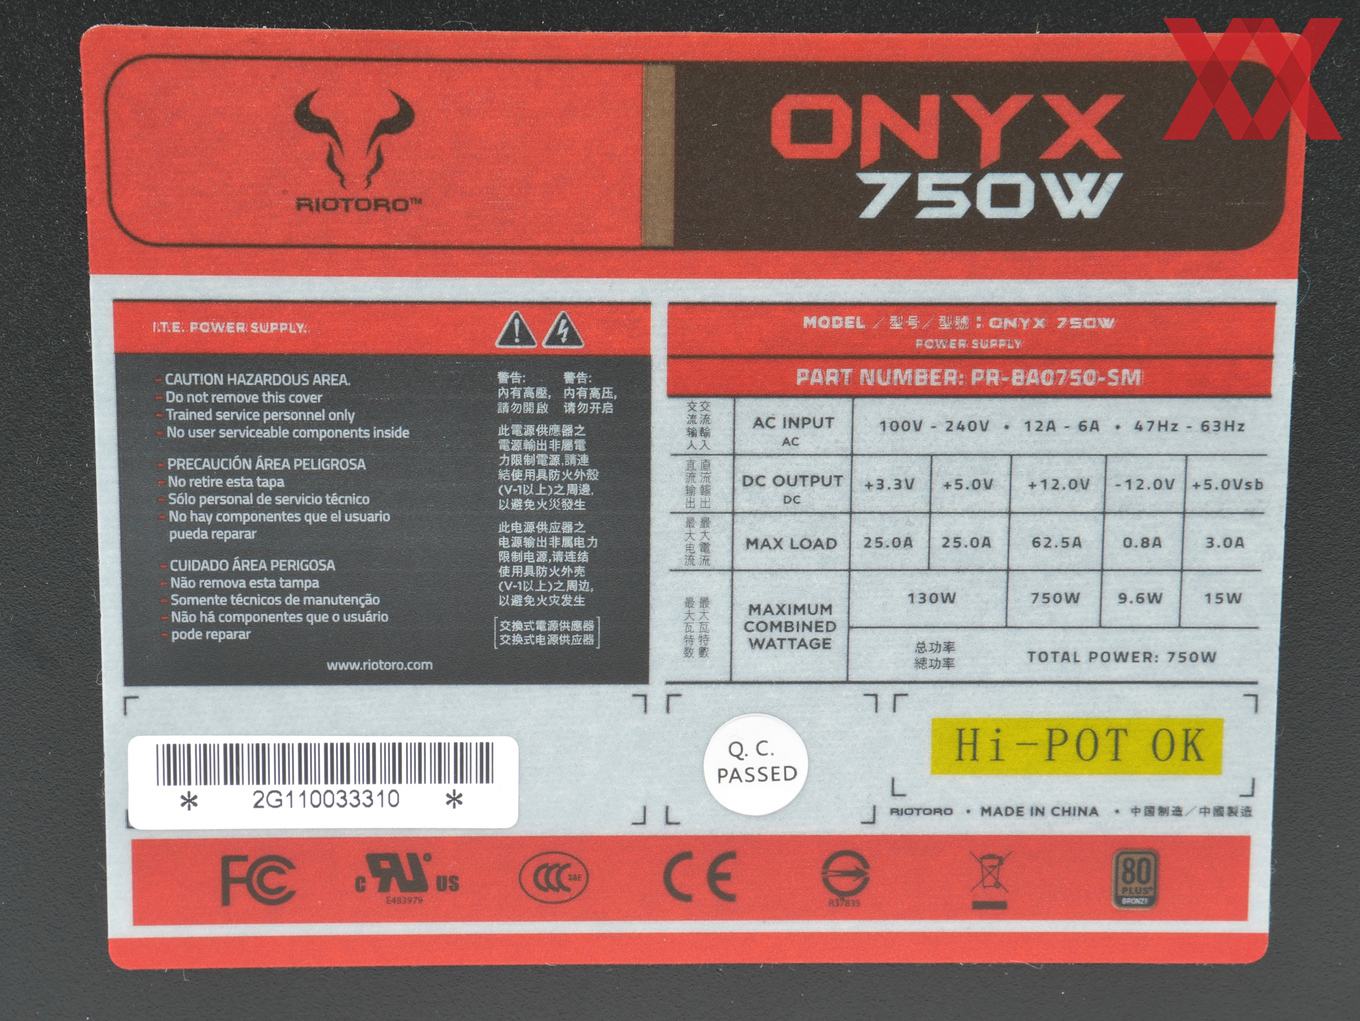 RIOTORO™
ONYX
750W
I.T.E. POWER SUPPLY.
- CAUTION HAZARDOUS AREA.
- Do not remove this cover
- Trained service personnel only
- No user serviceable components inside
- PRECAUCIÓN ÁREA PELIGROSA
- No retire esta tapa
- Sólo personal de servicio técnico
- No hay componentes que el usuario
pueda reparar
- CUIDADO ÁREA PERIGOSA
- Não remova esta tampa
- Somente técnicos de manutenção
- Não há componentes que o usuário
- pode reparar
警告: 警告:
內有高壓, 内有高压,
請勿開啟 请勿开启
此電源供應器之
電源輸出非屬電
力限制電源,請連
結使用具防火外殼
(V-1以上)之周邊,
以避免火災發生
此电源供应器之
电源输出非属电力
限制电源,请连结
使用具防火外壳
(V-1以上)之周边,
以避免火灾发生
[交換式電源供應器
交换式电源供应器]
www.riotoro.com
MODEL / 型号 / 型號 : ONYX 750W
POWER SUPPLY
PART NUMBER: PR-BA0750-SM
交流输入 交流輸入 AC INPUT AC 100V - 240V • 12A - 6A • 47Hz - 63Hz
直流输出 直流輸出 DC OUTPUT DC +3.3V +5.0V +12.0V -12.0V +5.0Vsb
最大电流 最大電流 MAX LOAD 25.0A 25.0A 62.5A 0.8A 3.0A
最大瓦特数 最大瓦特數 MAXIMUM COMBINED WATTAGE 130W 750W 9.6W 15W
总功率
總功率
TOTAL POWER: 750W
* 2G110033310 *
Q. C.
PASSED
Hi-POT OK
RIOTORO • MADE IN CHINA • 中国制造／中國製造
FC
c RU US
E483979
CCC S&E
CE
R37835
80
PLUS
BRONZE